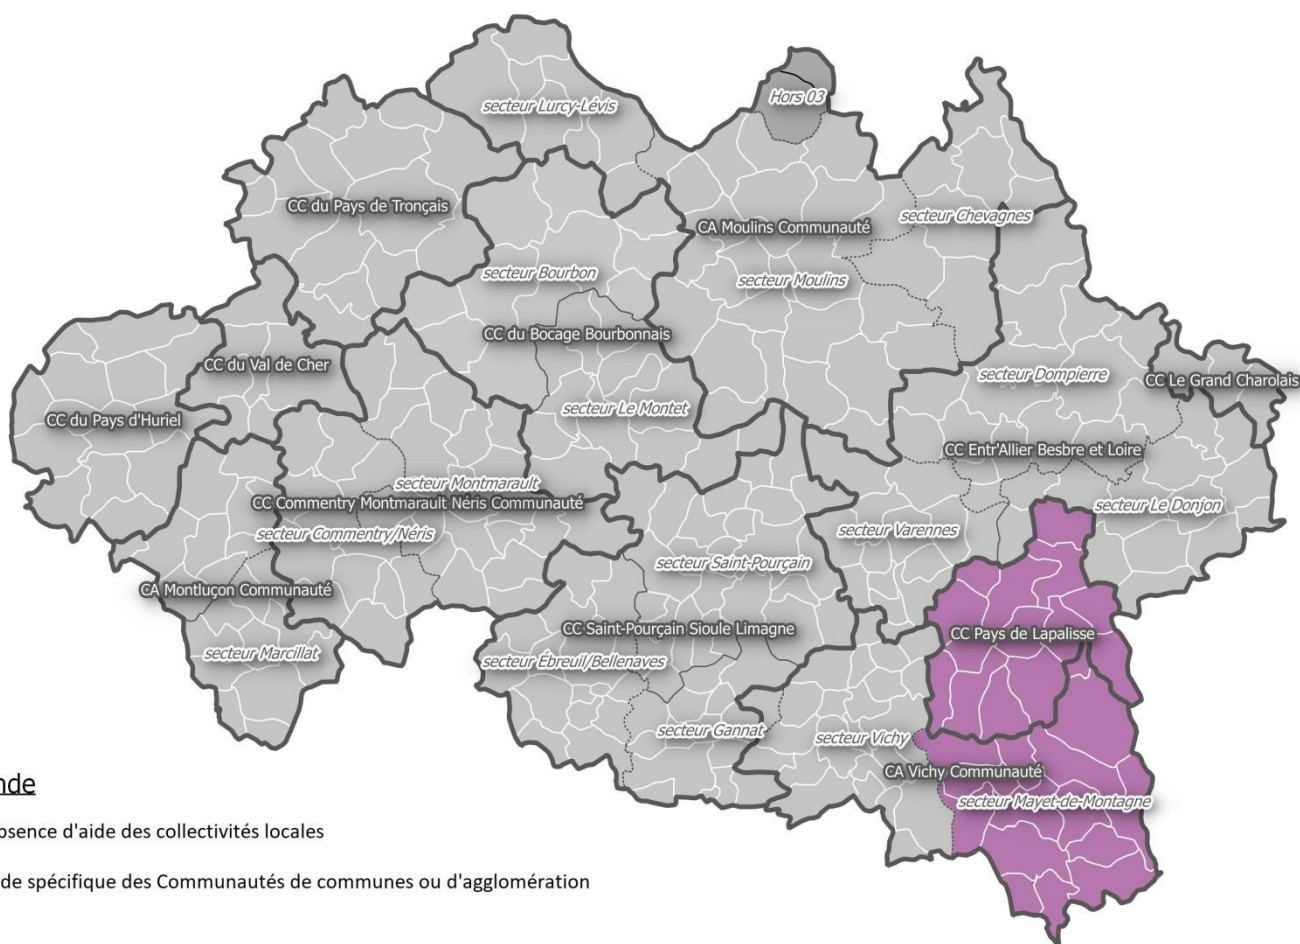 secteur Lurcy-Lévis
Hors 03
CC du Pays de Tronçais
secteur Chevagnes
CA Moulins Communauté
secteur Bourbon
secteur Moulins
CC du Bocage Bourbonnais
CC du Val de Cher
secteur Dompierre
CC Le Grand Charolais
CC du Pays d'Huriel
secteur Le Montet
CC Entr'Allier Besbre et Loire
secteur Montmarault
CC Commentry Montmarault Néris Communauté
secteur Le Donjon
secteur Commentry/Néris
secteur Varennes
secteur Saint-Pourçain
CA Montluçon Communauté
CC Saint-Pourçain Sioule Limagne
CC Pays de Lapalisse
secteur Marcillat
secteur Ébreuil/Bellenaves
secteur Gannat
secteur Vichy
CA Vichy Communauté
secteur Mayet-de-Montagne
nde
bsence d'aide des collectivités locales
de spécifique des Communautés de communes ou d'agglomération